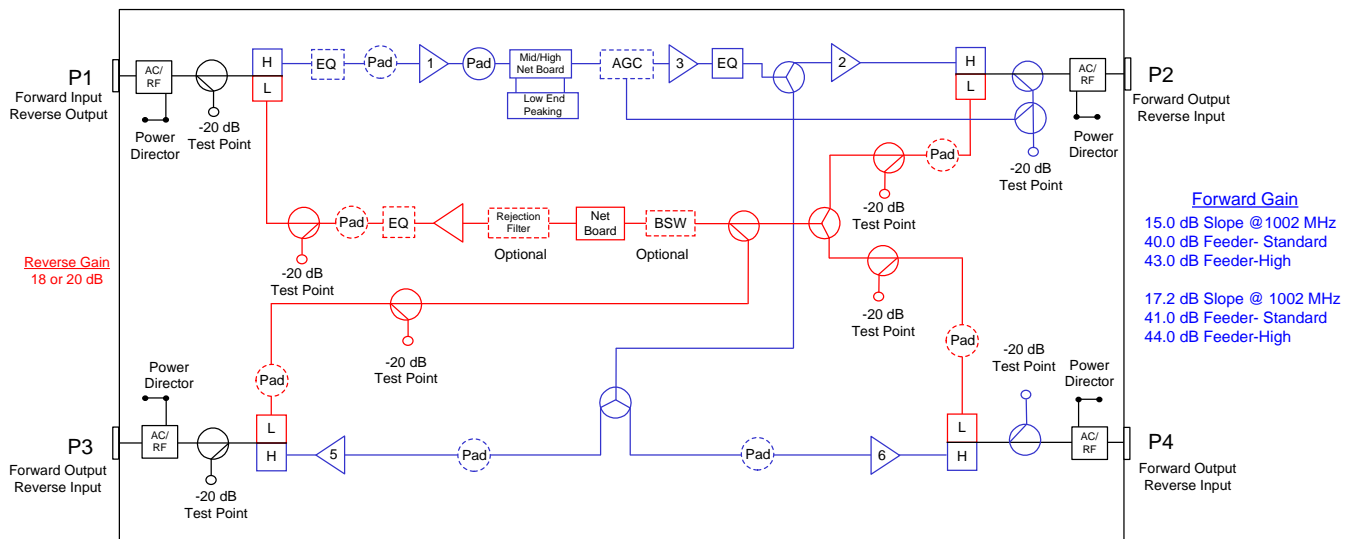 P1
Forward Input
Reverse Output
AC/
RF
Power
Director
-20 dB
Test Point
H
L
EQ
Pad
1
Pad
Mid/High
Net Board
Low End
Peaking
AGC
3
EQ
2
H
L
-20 dB
Test Point
AC/
RF
Power
Director
P2
Forward Output
Reverse Input
Pad
-20 dB
Test Point
-20 dB
Test Point
Pad
EQ
Rejection
Filter
Optional
Net
Board
BSW
Optional
-20 dB
Test Point
Pad
Reverse Gain
18 or 20 dB
Forward Gain
15.0 dB Slope @1002 MHz
40.0 dB Feeder- Standard
43.0 dB Feeder-High
17.2 dB Slope @ 1002 MHz
41.0 dB Feeder- Standard
44.0 dB Feeder-High
-20 dB
Test Point
Pad
P3
Forward Output
Reverse Input
Power
Director
AC/
RF
-20 dB
Test Point
L
H
5
Pad
Pad
6
L
H
-20 dB
Test Point
Power
Director
AC/
RF
P4
Forward Output
Reverse Input